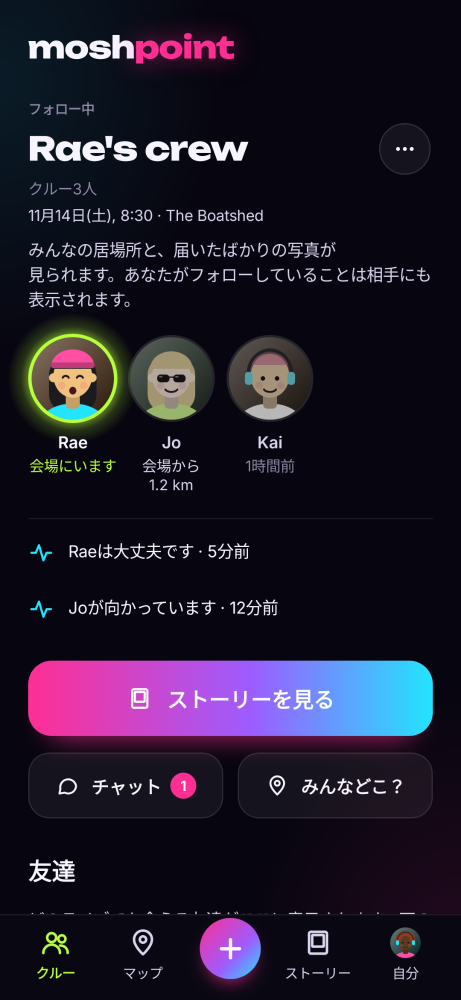 moshpoint
フォロー中
Rae's crew
クルー3人
11月14日(土), 8:30 · The Boatshed
みんなの居場所と、届いたばかりの写真が
見られます。あなたがフォローしていることは相手にも
表示されます。
Rae
会場にいます
Jo
会場から
1.2 km
Kai
1時間前
Raeは大丈夫です · 5分前
Joが向かっています · 12分前
ストーリーを見る
チャット 1
みんなどこ？
友達
クルー
マップ
ストーリー
自分